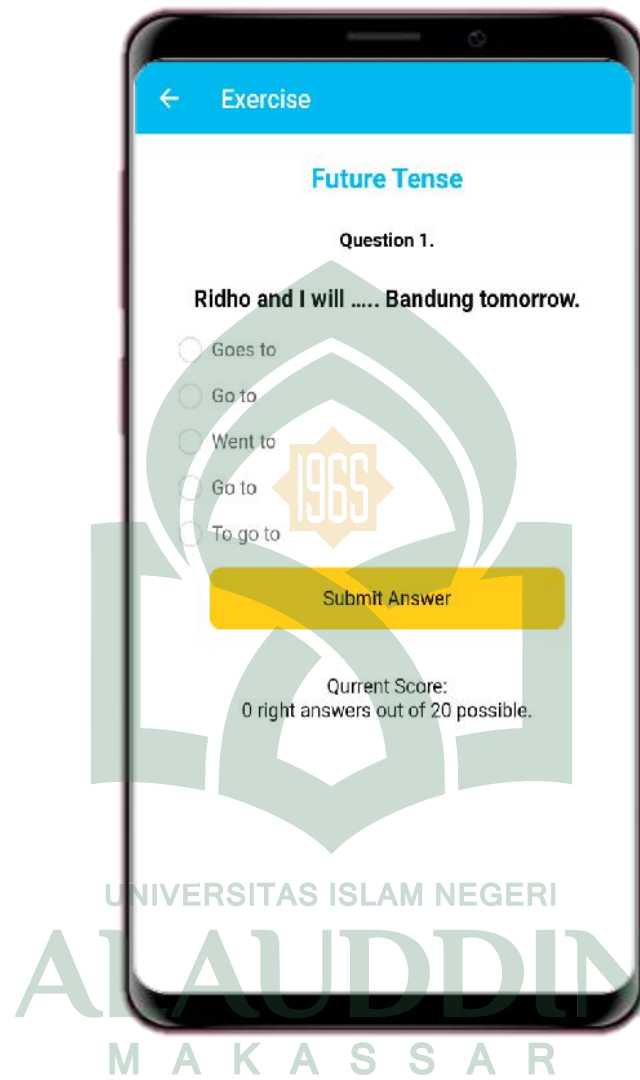 Exercise
Future Tense
Question 1.
Ridho and I will ..... Bandung tomorrow.
Goes to
Go to
Went to
Go to
To go to
1965
Submit Answer
Qurrent Score:
0 right answers out of 20 possible.
UNIVERSITAS ISLAM NEGERI
ALAUDDIN
MAKASSAR